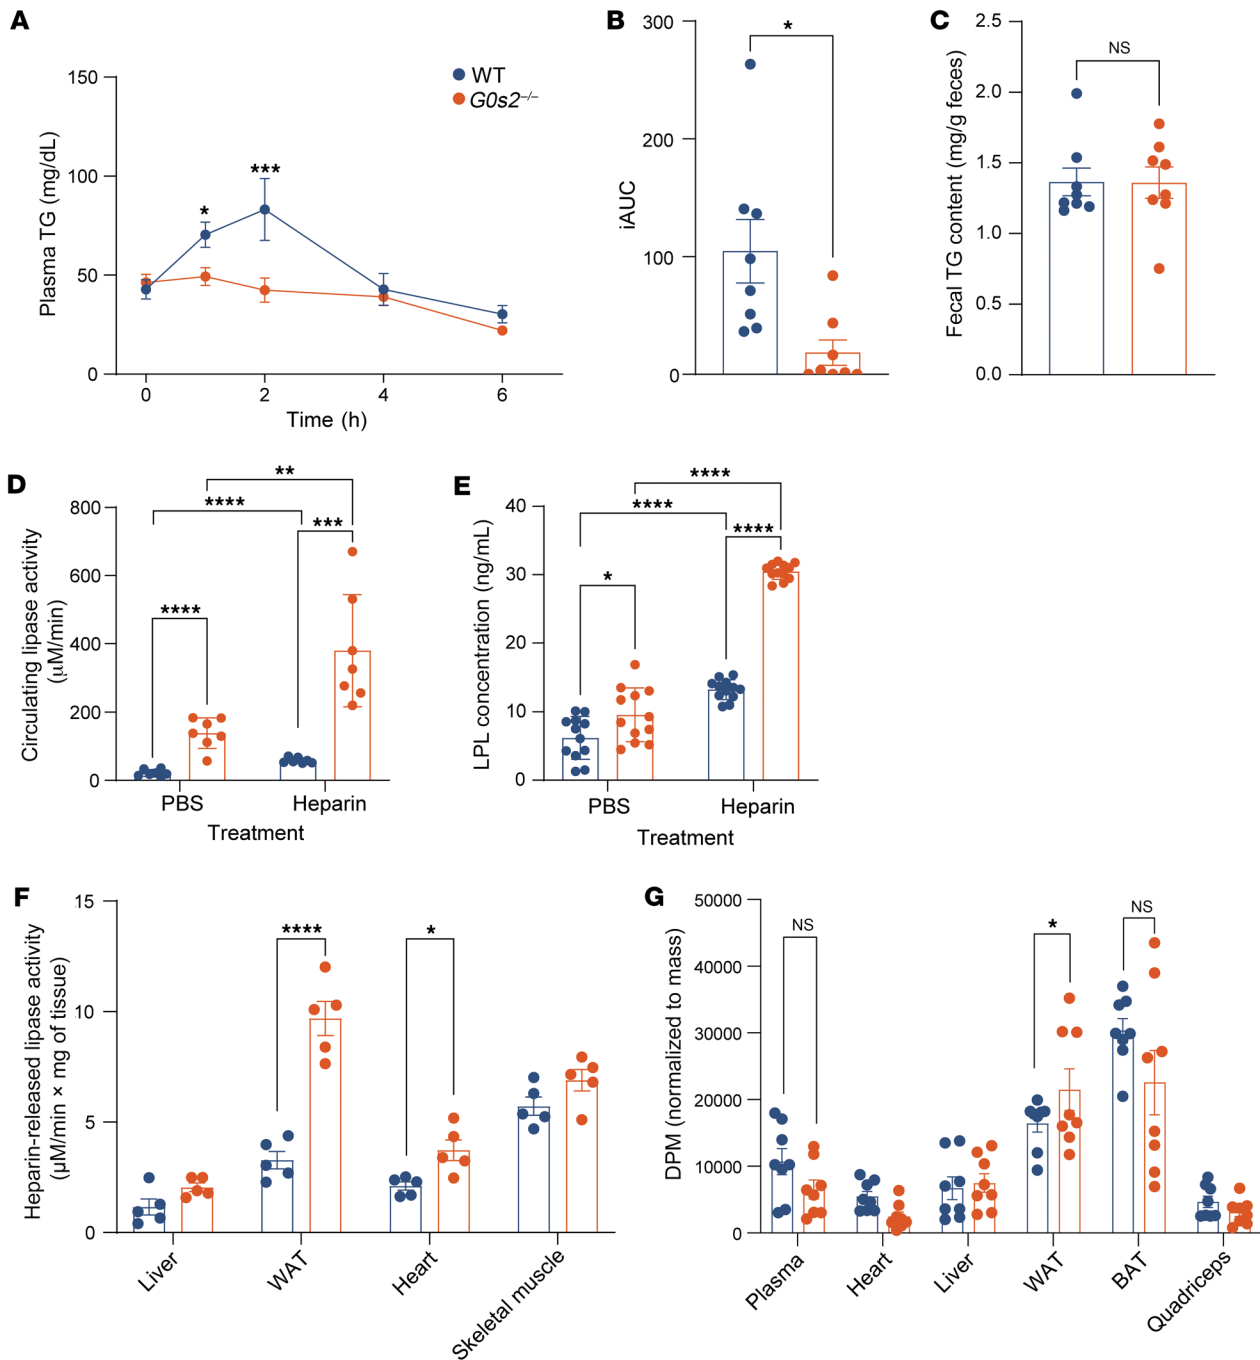 A
WT
G0s2–/–
Plasma TG (mg/dL)
150
100
50
0
*
***
0
2
4
6
Time (h)
B
iAUC
300
200
100
0
*
C
Fecal TG content (mg/g feces)
2.5
2.0
1.5
1.0
0.5
0.0
NS
D
Circulating lipase activity
(μM/min)
800
600
400
200
0
**
****
***
****
PBS
Heparin
Treatment
E
LPL concentration (ng/mL)
40
30
20
10
0
****
****
****
*
PBS
Heparin
Treatment
F
Heparin-released lipase activity
(μM/min × mg of tissue)
15
10
5
0
****
*
Liver
WAT
Heart
Skeletal muscle
G
DPM (normalized to mass)
50000
40000
30000
20000
10000
0
NS
*
NS
Plasma
Heart
Liver
WAT
BAT
Quadriceps